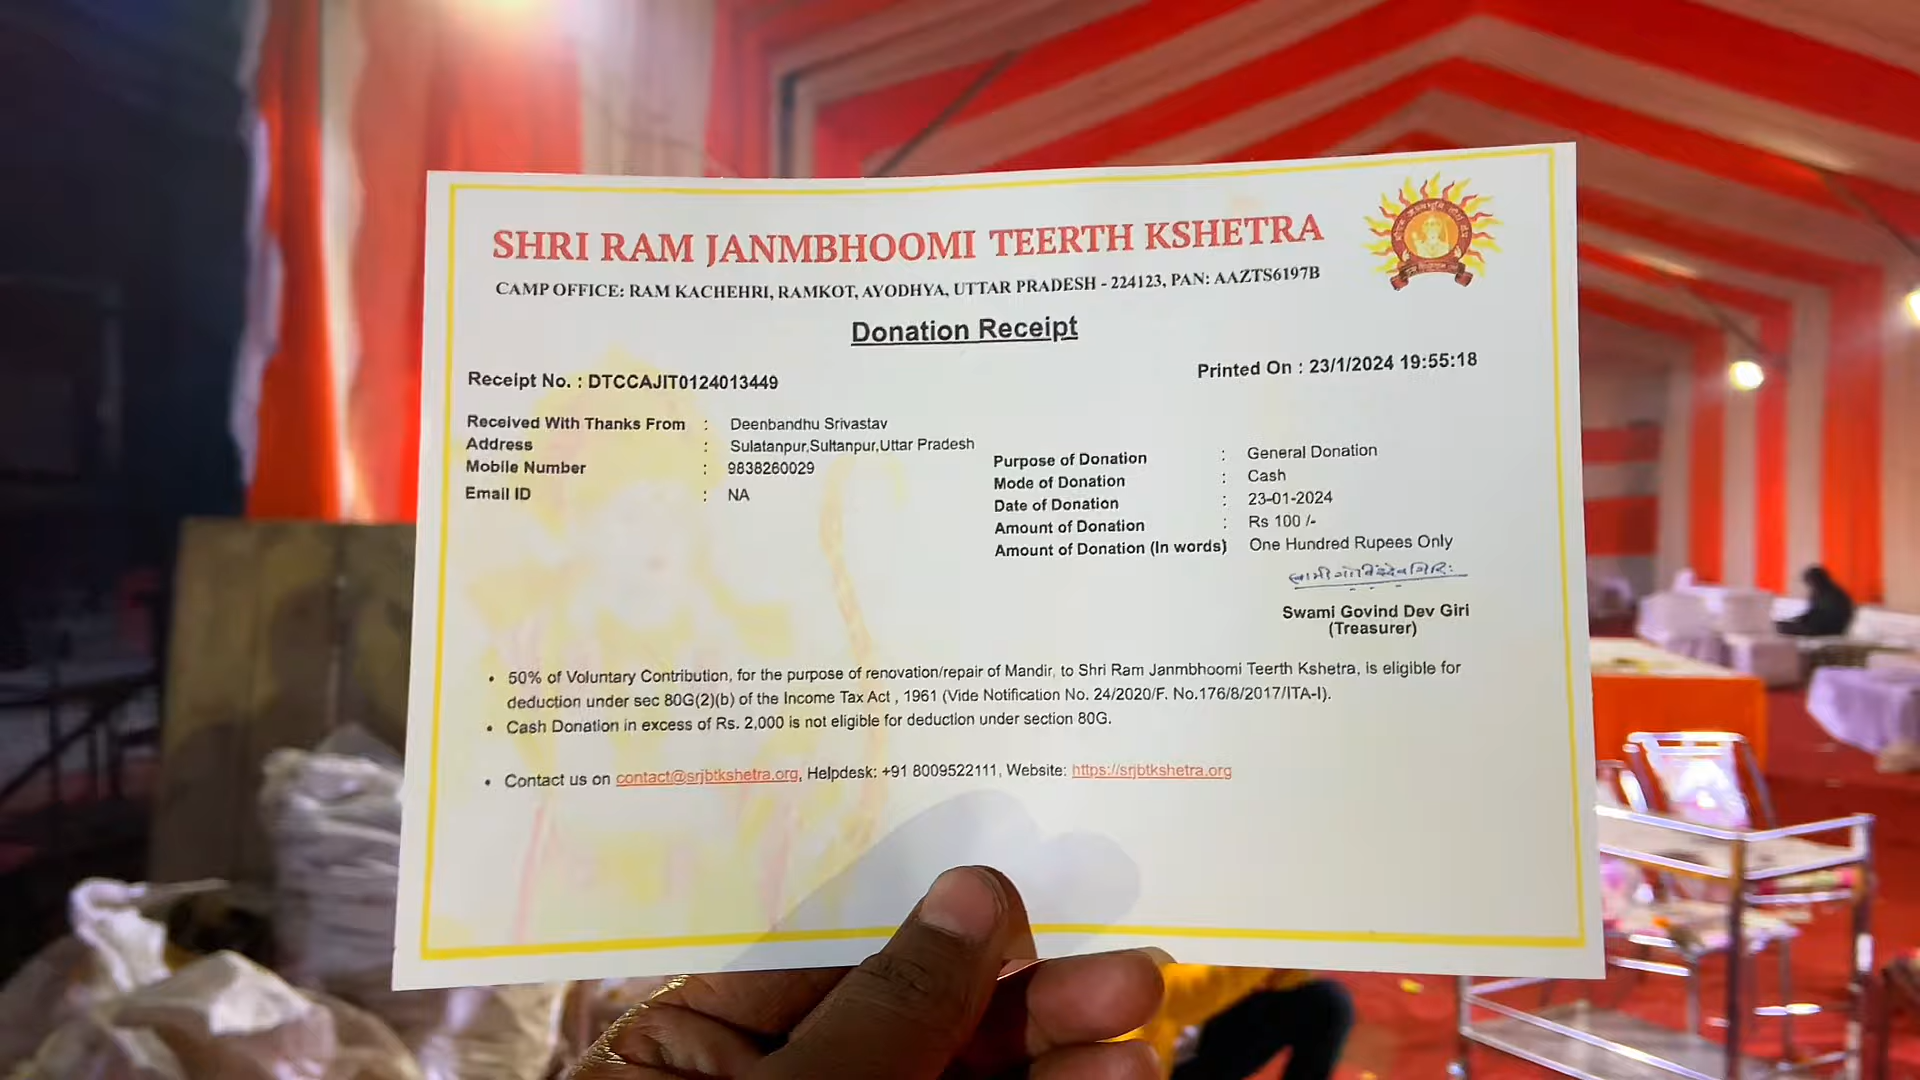 SHRI RAM JANMBHOOMI TEERTH KSHETRA
CAMP OFFICE: RAM KACHEHRI, RAMKOT, AYODHYA, UTTAR PRADESH - 224123, PAN: AAZTS6197B
Donation Receipt
Receipt No. : DTCCAJIT0124013449
Printed On : 23/1/2024 19:55:18
Received With Thanks From : Deenbandhu Srivastav
Address : Sulatanpur,Sultanpur,Uttar Pradesh
Mobile Number : 9838260029
Email ID : NA
Purpose of Donation : General Donation
Mode of Donation : Cash
Date of Donation : 23-01-2024
Amount of Donation : Rs 100 /-
Amount of Donation (In words) One Hundred Rupees Only
Swami Govind Dev Giri
(Treasurer)
• 50% of Voluntary Contribution, for the purpose of renovation/repair of Mandir, to Shri Ram Janmbhoomi Teerth Kshetra, is eligible for
deduction under sec 80G(2)(b) of the Income Tax Act , 1961 (Vide Notification No. 24/2020/F. No.176/8/2017/ITA-I).
• Cash Donation in excess of Rs. 2,000 is not eligible for deduction under section 80G.
• Contact us on contact@srjbtkshetra.org, Helpdesk: +91 8009522111, Website: https://srjbtkshetra.org